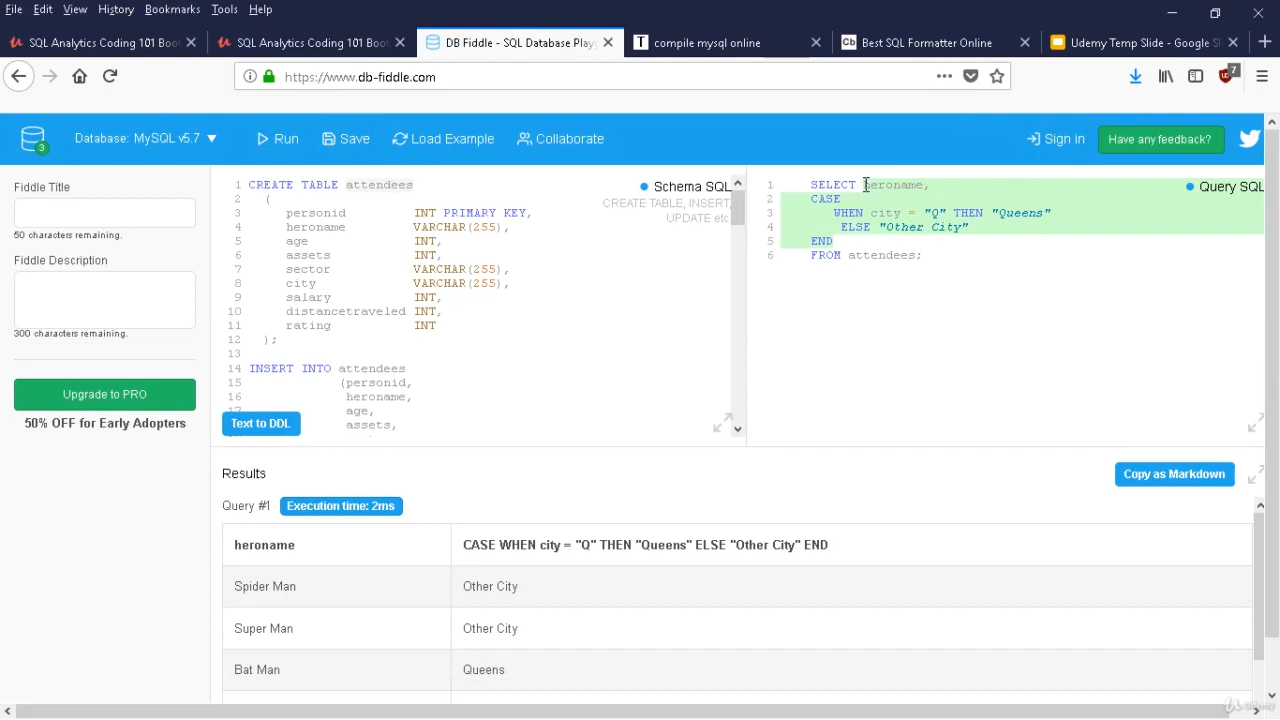 File Edit View History Bookmarks Tools Help
SQL Analytics Coding 101 Boot
SQL Analytics Coding 101 Boot
DB Fiddle - SQL Database Playg
compile mysql online
Cb Best SQL Formatter Online
Udemy Temp Slide - Google S
https://www.db-fiddle.com
7
3
Database: MySQL v5.7 ▼
Run
Save
Load Example
Collaborate
Sign in
Have any feedback?
Fiddle Title
50 characters remaining.
Fiddle Description
300 characters remaining.
Upgrade to PRO
50% OFF for Early Adopters
Schema SQL
CREATE TABLE, INSERT,
UPDATE etc.
1 CREATE TABLE attendees
2 (
3 personid INT PRIMARY KEY,
4 heroname VARCHAR(255),
5 age INT,
6 assets INT,
7 sector VARCHAR(255),
8 city VARCHAR(255),
9 salary INT,
10 distancetraveled INT,
11 rating INT
12 );
13
14 INSERT INTO attendees
15 (personid,
16 heroname,
17 age,
assets,
Text to DDL
Query SQL
1 SELECT heroname,
2 CASE
3 WHEN city = "Q" THEN "Queens"
4 ELSE "Other City"
5 END
6 FROM attendees;
Results
Copy as Markdown
Query #1 Execution time: 2ms
heroname CASE WHEN city = "Q" THEN "Queens" ELSE "Other City" END
Spider Man Other City
Super Man Other City
Bat Man Queens
Udemy